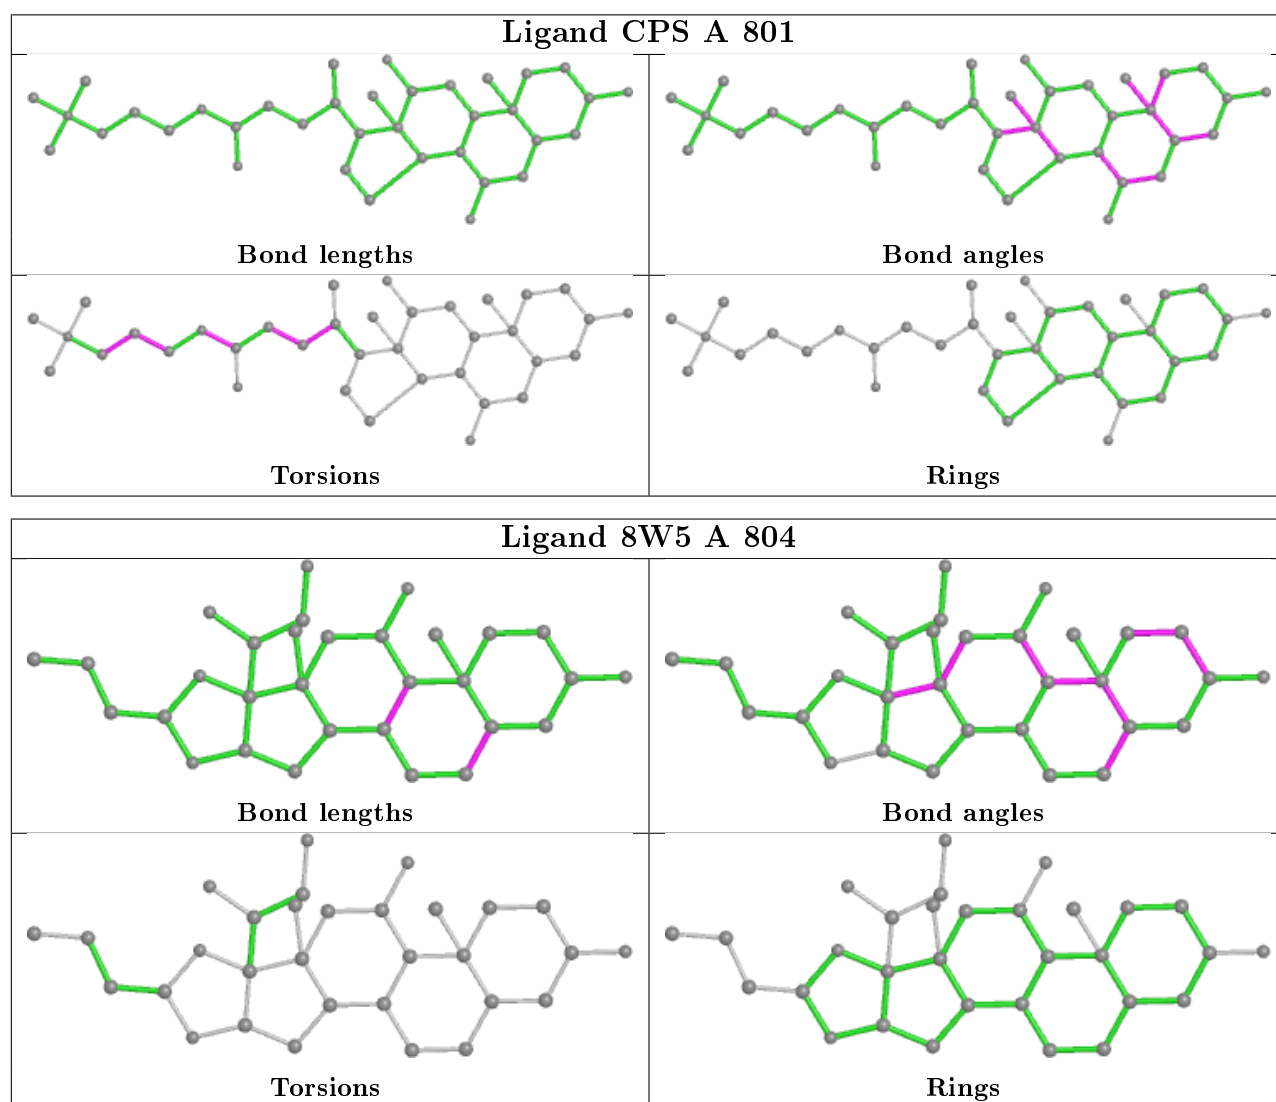 Ligand CPS A 801
Bond lengths
Bond angles
Torsions
Rings
Ligand 8W5 A 804
Bond lengths
Bond angles
Torsions
Rings